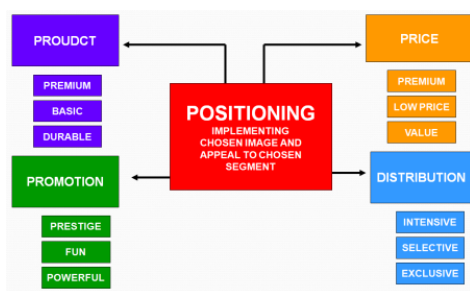 PROUDCT
PREMIUM
BASIC
DURABLE
PRICE
PREMIUM
LOW PRICE
VALUE
POSITIONING
IMPLEMENTING
CHOSEN IMAGE AND
APPEAL TO CHOSEN
SEGMENT
PROMOTION
PRESTIGE
FUN
POWERFUL
DISTRIBUTION
INTENSIVE
SELECTIVE
EXCLUSIVE